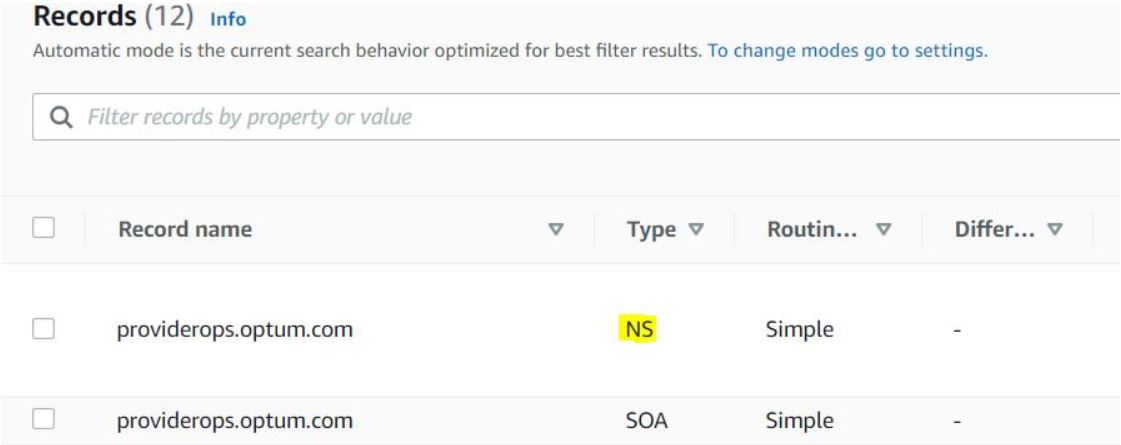 Records (12) Info
Automatic mode is the current search behavior optimized for best filter results. To change modes go to settings.
Filter records by property or value
Record name Type Routin... Differ...
providerops.optum.com NS Simple -
providerops.optum.com SOA Simple -